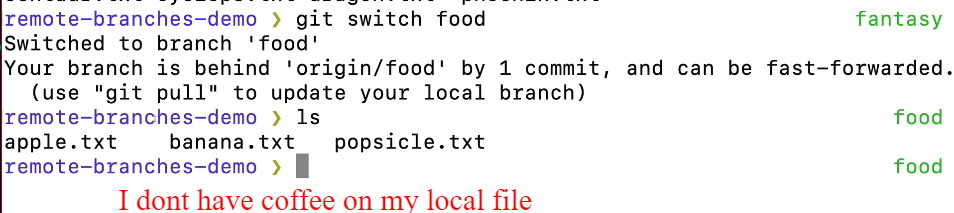 remote-branches-demo ❯ git switch food fantasy
Switched to branch 'food'
Your branch is behind 'origin/food' by 1 commit, and can be fast-forwarded.
(use "git pull" to update your local branch)
remote-branches-demo ❯ ls food
apple.txt banana.txt popsicle.txt
remote-branches-demo ❯ food
I dont have coffee on my local file